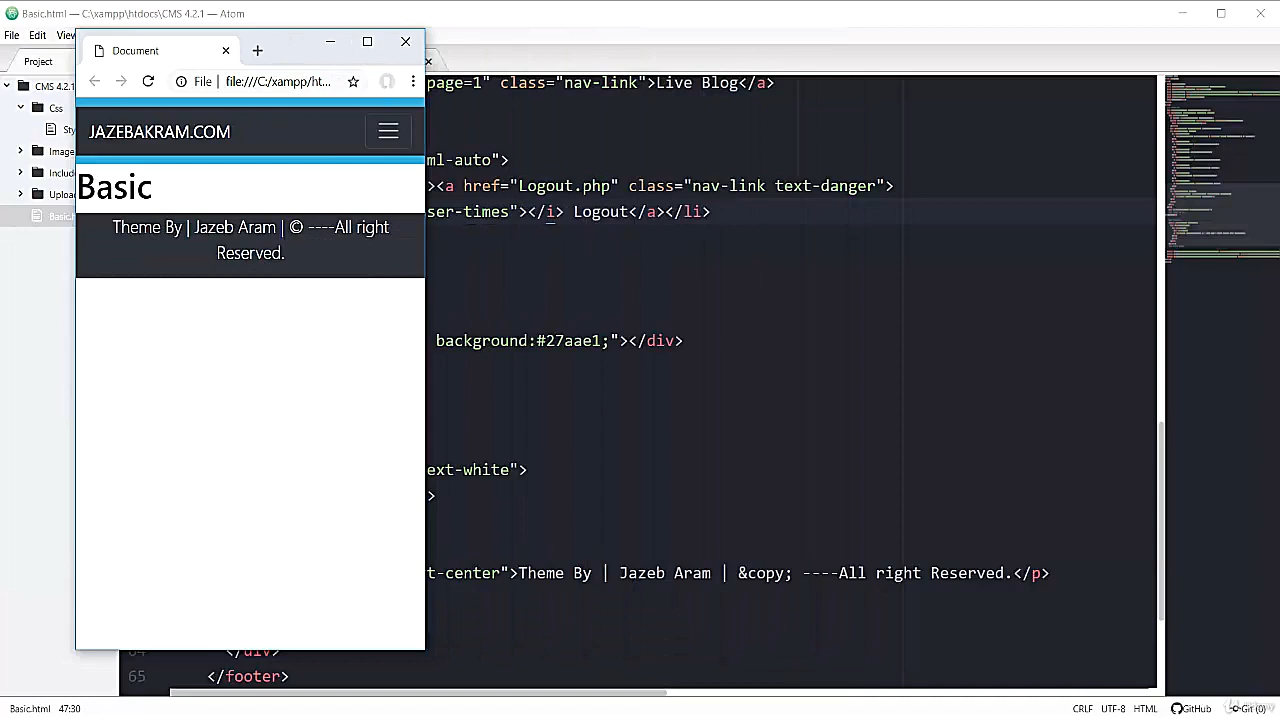 Basic.html — C:\xampp\htdocs\CMS 4.2.1 — Atom
File Edit View
Project
CMS 4.2.1
Css
Sty
Image
Include
Upload
Basic.
Document
File | file:///C:/xampp/ht...
JAZEBAKRAM.COM
Basic
Theme By | Jazeb Aram | © ----All right
Reserved.
page=1" class="nav-link">Live Blog</a>
ml-auto">
><a "Logout.php" class="nav-link text-danger">
ser-times"></i> Logout</a></li>
background:#27aae1;"></div>
ext-white">
>
t-center">Theme By | Jazeb Aram | &copy; ----All right Reserved.</p>
64 </div>
65 </footer>
Basic.html 47:30 CRLF UTF-8 HTML GitHub Git (0)